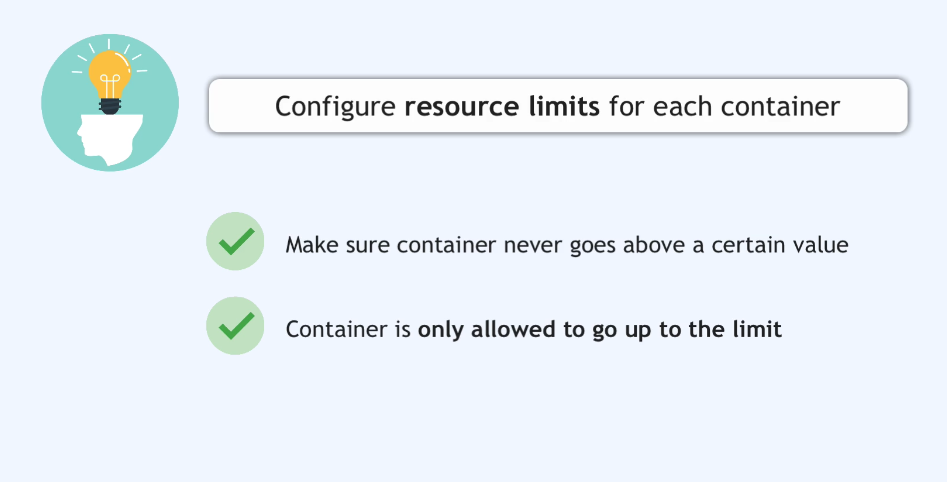 Configure resource limits for each container
Make sure container never goes above a certain value
Container is only allowed to go up to the limit